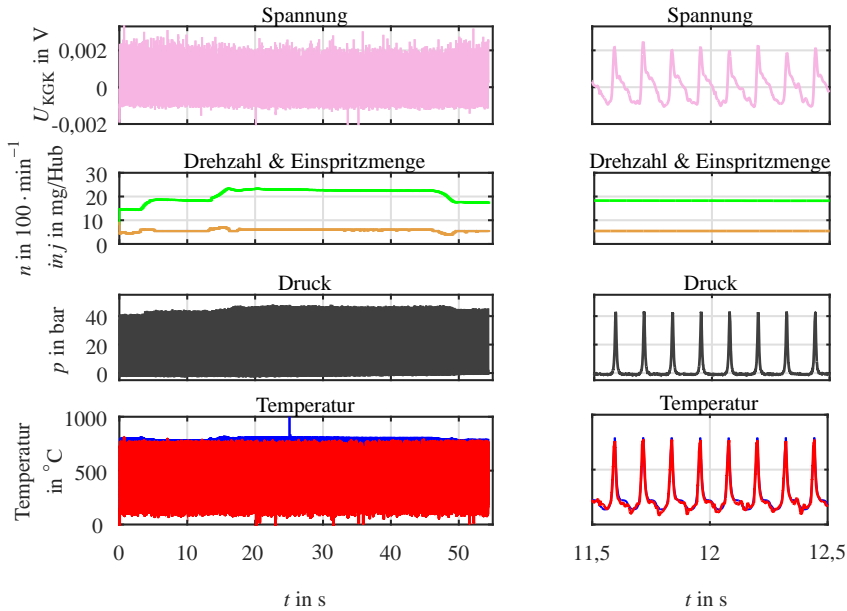 Spannung
Spannung
U_KGK in V
0,002
0
-0,002
Drehzahl & Einspritzmenge
Drehzahl & Einspritzmenge
n in 100 · min⁻¹
inj in mg/Hub
30
20
10
0
Druck
Druck
p in bar
40
20
0
Temperatur
Temperatur
Temperatur
in °C
1000
500
0
0 10 20 30 40 50
11,5 12 12,5
t in s
t in s